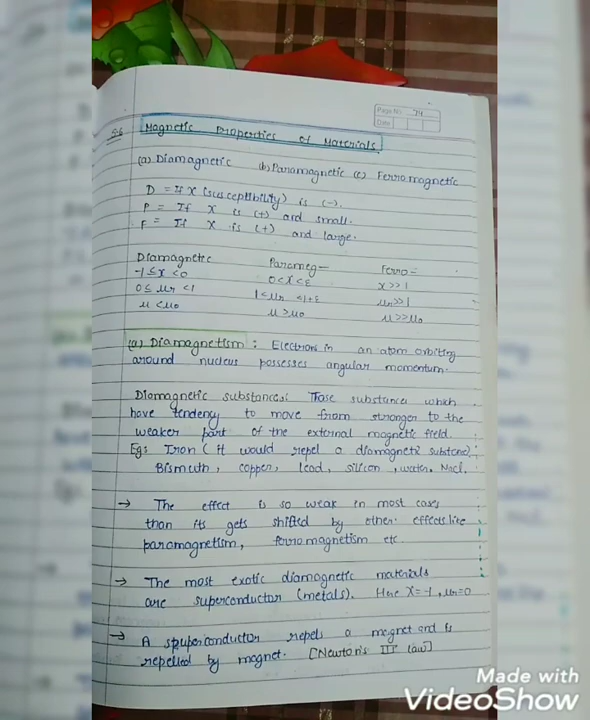 Page No. 74
Date
5.6 Magnetic Properties of Materials.
(a) Diamagnetic (b) Paramagnetic (c) Ferromagnetic
D = If X (susceptibility) is (-).
P = If X is (+) and small.
F = If X is (+) and large.
Diamagnetic Paramag— Ferro =
-1 ≤ x < 0 0 < x < ε x >> 1
0 ≤ μr < 1 1 < μr < 1+ε μr >> 1
μ < μ0 μ > μ0 μ >> μ0
(a) Diamagnetism : Electrons in an atom orbiting
around nucleus possesses angular momentum.
Diamagnetic substances: Those substances which
have tendency to move from stronger to the
weaker part of the external magnetic field.
Eg: Iron (It would repel a diamagnetic substance)
Bismuth, copper, lead, silicon, water. Nacl.
→ The effect is so weak in most cases
than its gets shifted by other effects like
paramagnetism, ferromagnetism etc.
→ The most exotic diamagnetic materials
are superconductor (metals). Here X=-1, μr=0
→ A superconductor repels a magnet and is
repelled by magnet. [Newton's III law]
Made with
VideoShow